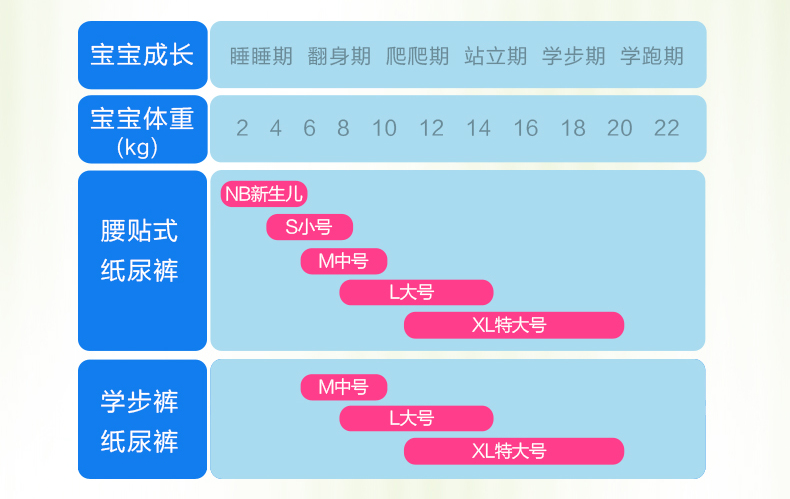 宝宝成长
睡睡期 翻身期 爬爬期 站立期 学步期 学跑期
宝宝体重
(kg)
2 4 6 8 10 12 14 16 18 20 22
腰贴式
纸尿裤
NB新生儿
S小号
M中号
L大号
XL特大号
学步裤
纸尿裤
M中号
L大号
XL特大号